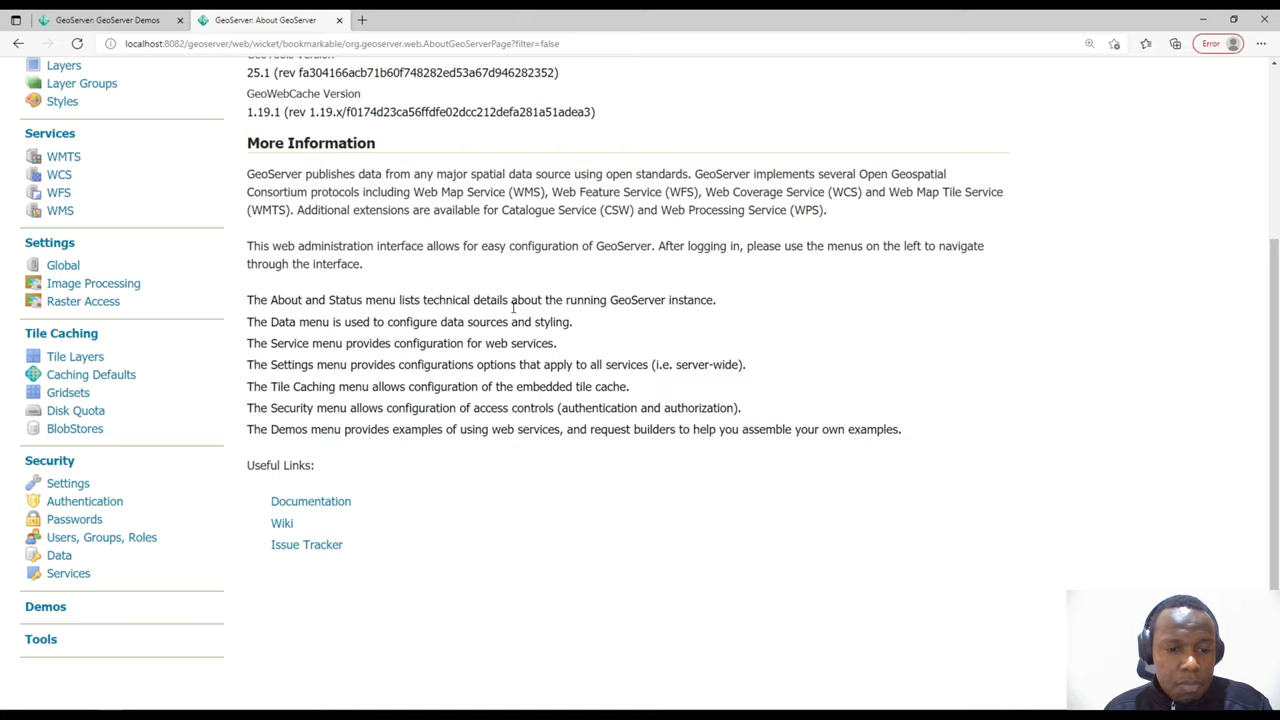 GeoServer: GeoServer Demos
GeoServer: About GeoServer
localhost:8082/geoserver/web/wicket/bookmarkable/org.geoserver.web.AboutGeoServerPage?filter=false
Error
Layers
Layer Groups
Styles
Services
WMTS
WCS
WFS
WMS
Settings
Global
Image Processing
Raster Access
Tile Caching
Tile Layers
Caching Defaults
Gridsets
Disk Quota
BlobStores
Security
Settings
Authentication
Passwords
Users, Groups, Roles
Data
Services
Demos
Tools
GeoTools Version
25.1 (rev fa304166acb71b60f748282ed53a67d946282352)
GeoWebCache Version
1.19.1 (rev 1.19.x/f0174d23ca56ffdfe02dcc212defa281a51adea3)
More Information
GeoServer publishes data from any major spatial data source using open standards. GeoServer implements several Open Geospatial
Consortium protocols including Web Map Service (WMS), Web Feature Service (WFS), Web Coverage Service (WCS) and Web Map Tile Service
(WMTS). Additional extensions are available for Catalogue Service (CSW) and Web Processing Service (WPS).
This web administration interface allows for easy configuration of GeoServer. After logging in, please use the menus on the left to navigate
through the interface.
The About and Status menu lists technical details about the running GeoServer instance.
The Data menu is used to configure data sources and styling.
The Service menu provides configuration for web services.
The Settings menu provides configurations options that apply to all services (i.e. server-wide).
The Tile Caching menu allows configuration of the embedded tile cache.
The Security menu allows configuration of access controls (authentication and authorization).
The Demos menu provides examples of using web services, and request builders to help you assemble your own examples.
Useful Links:
Documentation
Wiki
Issue Tracker